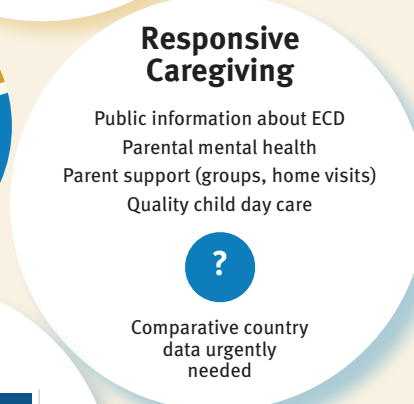 Responsive
Caregiving
Public information about ECD
Parental mental health
Parent support (groups, home visits)
Quality child day care
?
Comparative country
data urgently
needed